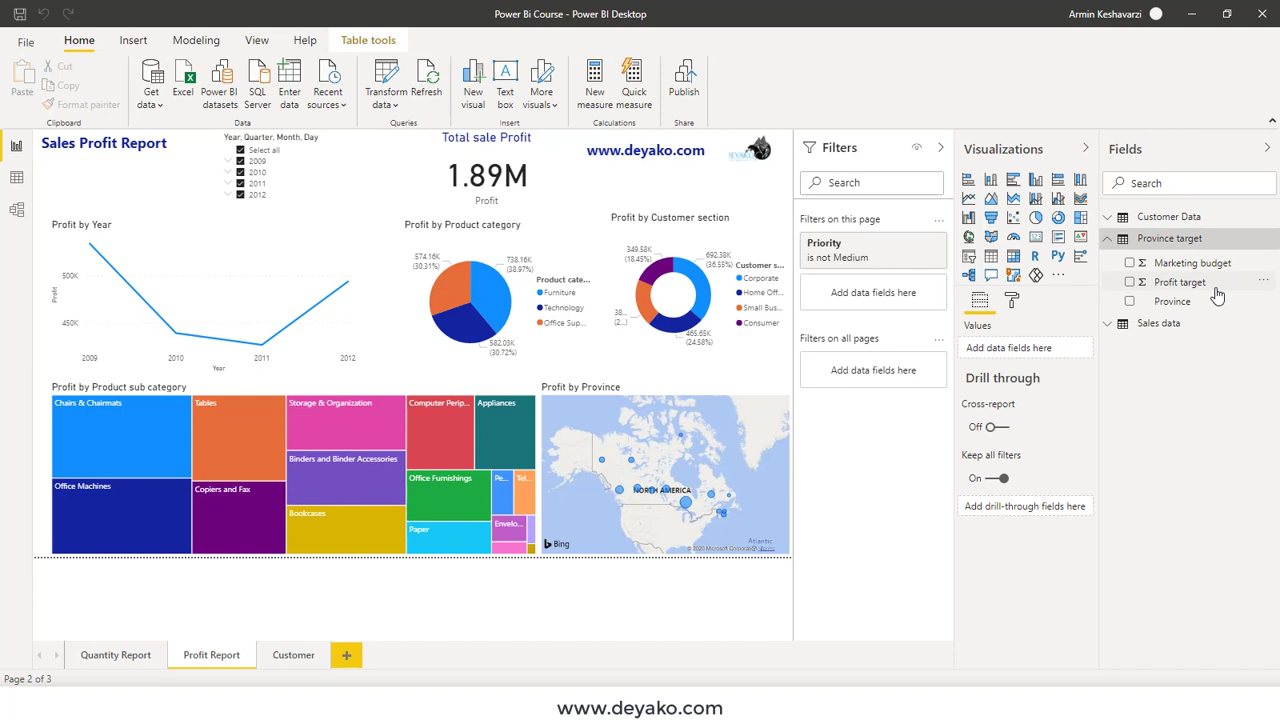 Power Bi Course - Power BI Desktop
Armin Keshavarzi
File
Home
Insert
Modeling
View
Help
Table tools
Paste
Cut
Copy
Format painter
Clipboard
Get data
Excel
Power BI datasets
SQL Server
Enter data
Recent sources
Data
Transform data
Refresh
Queries
New visual
Text box
More visuals
Insert
New measure
Quick measure
Calculations
Publish
Share
Sales Profit Report
Year, Quarter, Month, Day
Select all
2009
2010
2011
2012
Total sale Profit
1.89M
Profit
www.deyako.com
Profit by Year
500K
450K
Profit
2009 2010 2011 2012
Year
Profit by Product category
574.16K
(30.31%)
738.16K
(38.97%)
582.03K
(30.72%)
Product cate...
Furniture
Technology
Office Sup...
Profit by Customer section
349.58K
(18.45%)
692.38K
(36.55%)
38...
(2...)
465.65K
(24.58%)
Customer s...
Corporate
Home Off...
Small Bus...
Consumer
Profit by Product sub category
Chairs & Chairmats
Office Machines
Tables
Copiers and Fax
Storage & Organization
Binders and Binder Accessories
Bookcases
Computer Perip...
Appliances
Office Furnishings
Paper
Pe...
Tel...
Envelo...
Profit by Province
NORTH AMERICA
Atlantic
Bing
© 2020 Microsoft Corporation Terms
Filters
Search
Filters on this page
...
Priority
is not Medium
Add data fields here
Filters on all pages
...
Add data fields here
Visualizations
R
Py
...
Values
Add data fields here
Drill through
Cross-report
Off
Keep all filters
On
Add drill-through fields here
Fields
Search
Customer Data
Province target
Σ Marketing budget
Σ Profit target
...
Province
Sales data
Quantity Report
Profit Report
Customer
+
Page 2 of 3
www.deyako.com